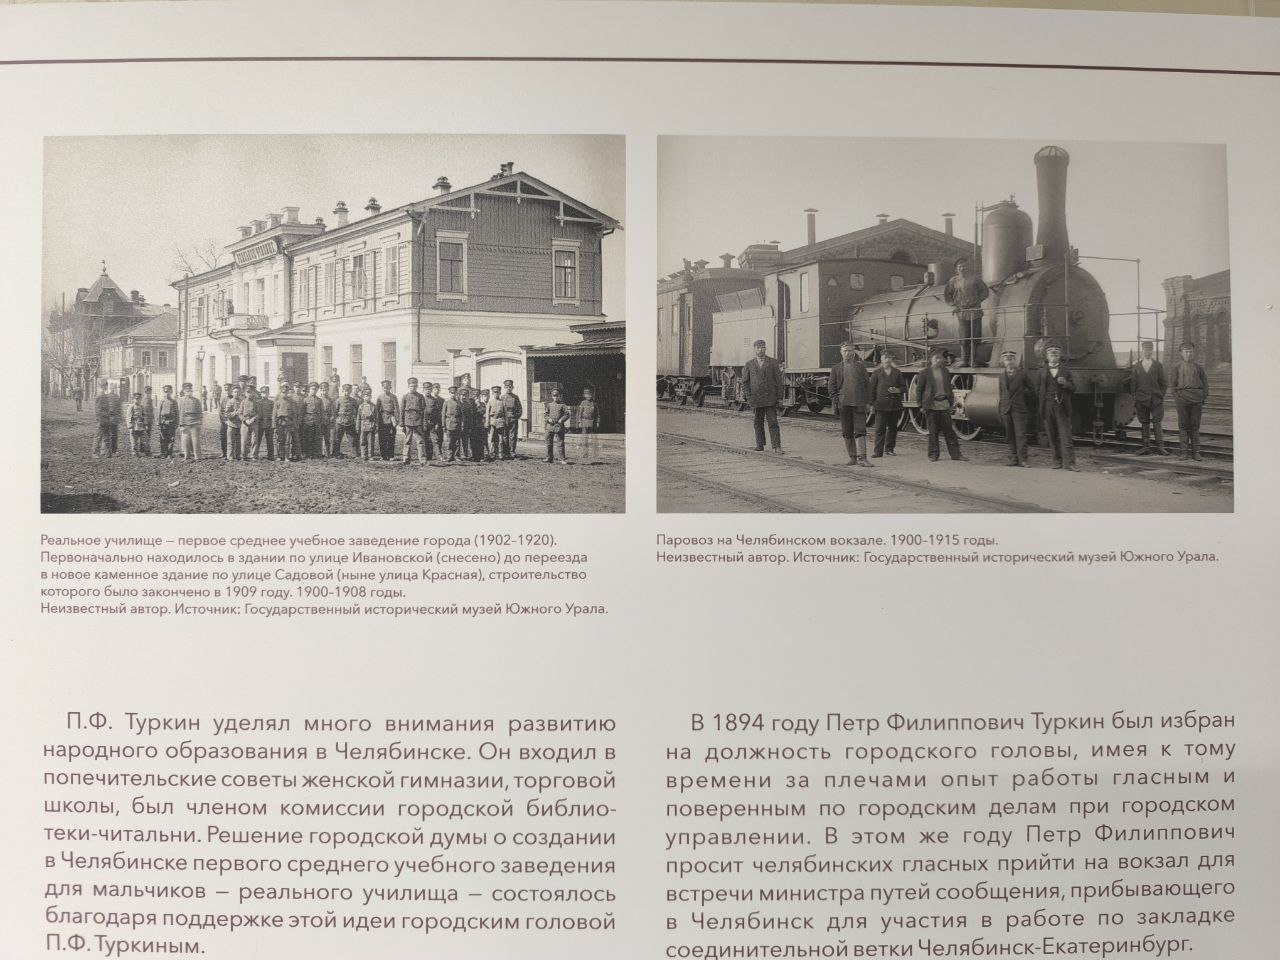 Реальное училище – первое среднее учебное заведение города (1902–1920).
Первоначально находилось в здании по улице Ивановской (снесено) до переезда
в новое каменное здание по улице Садовой (ныне улица Красная), строительство
которого было закончено в 1909 году. 1900–1908 годы.
Неизвестный автор. Источник: Государственный исторический музей Южного Урала.
Паровоз на Челябинском вокзале. 1900–1915 годы.
Неизвестный автор. Источник: Государственный исторический музей Южного Урала.
П.Ф. Туркин уделял много внимания развитию
народного образования в Челябинске. Он входил в
попечительские советы женской гимназии, торговой
школы, был членом комиссии городской библио-
теки-читальни. Решение городской думы о создании
в Челябинске первого среднего учебного заведения
для мальчиков – реального училища – состоялось
благодаря поддержке этой идеи городским головой
П.Ф. Туркиным.
В 1894 году Петр Филиппович Туркин был избран
на должность городского головы, имея к тому
времени за плечами опыт работы гласным и
поверенным по городским делам при городском
управлении. В этом же году Петр Филиппович
просит челябинских гласных прийти на вокзал для
встречи министра путей сообщения, прибывающего
в Челябинск для участия в работе по закладке
соединительной ветки Челябинск-Екатеринбург.